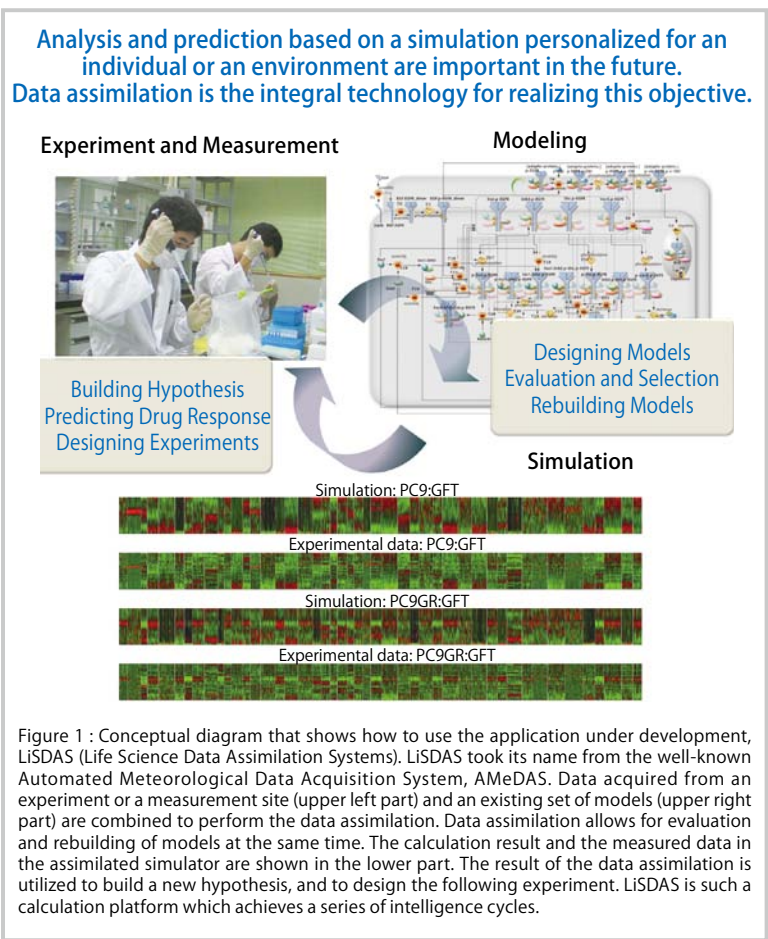 Analysis and prediction based on a simulation personalized for an
individual or an environment are important in the future.
Data assimilation is the integral technology for realizing this objective.
Experiment and Measurement
Modeling
Building Hypothesis
Predicting Drug Response
Designing Experiments
Designing Models
Evaluation and Selection
Rebuilding Models
Simulation
Simulation: PC9:GFT
Experimental data: PC9:GFT
Simulation: PC9GR:GFT
Experimental data: PC9GR:GFT
Figure 1 : Conceptual diagram that shows how to use the application under development,
LiSDAS (Life Science Data Assimilation Systems). LiSDAS took its name from the well-known
Automated Meteorological Data Acquisition System, AMeDAS. Data acquired from an
experiment or a measurement site (upper left part) and an existing set of models (upper right
part) are combined to perform the data assimilation. Data assimilation allows for evaluation
and rebuilding of models at the same time. The calculation result and the measured data in
the assimilated simulator are shown in the lower part. The result of the data assimilation is
utilized to build a new hypothesis, and to design the following experiment. LiSDAS is such a
calculation platform which achieves a series of intelligence cycles.